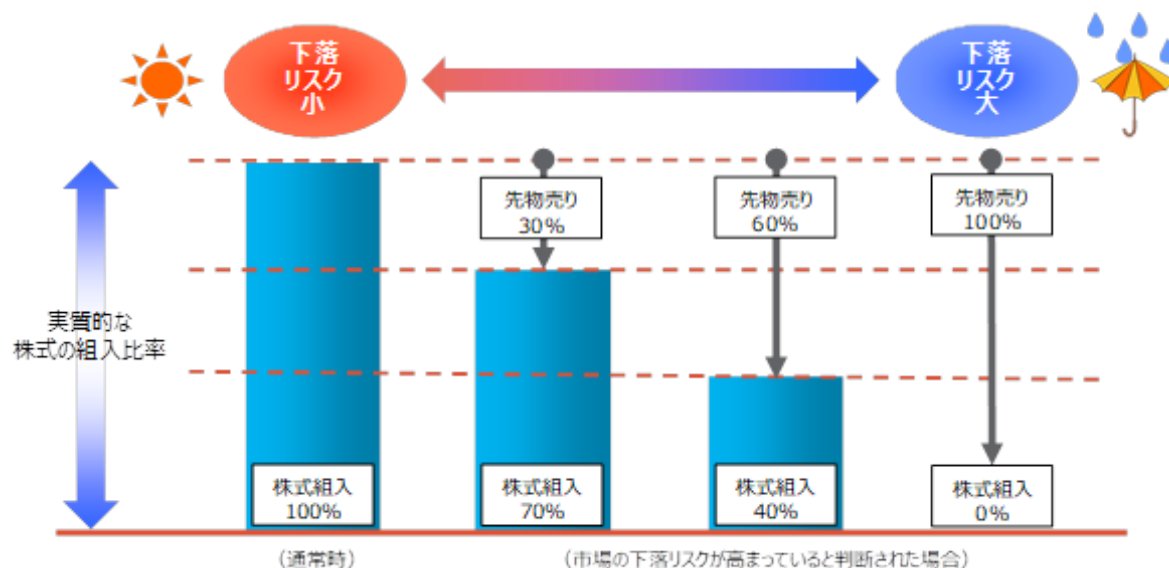 下落
リスク
小
下落
リスク
大
先物売り
30%
先物売り
60%
先物売り
100%
実質的な
株式の組入比率
株式組入
100%
株式組入
70%
株式組入
40%
株式組入
0%
（通常時）
（市場の下落リスクが高まっていると判断された場合）